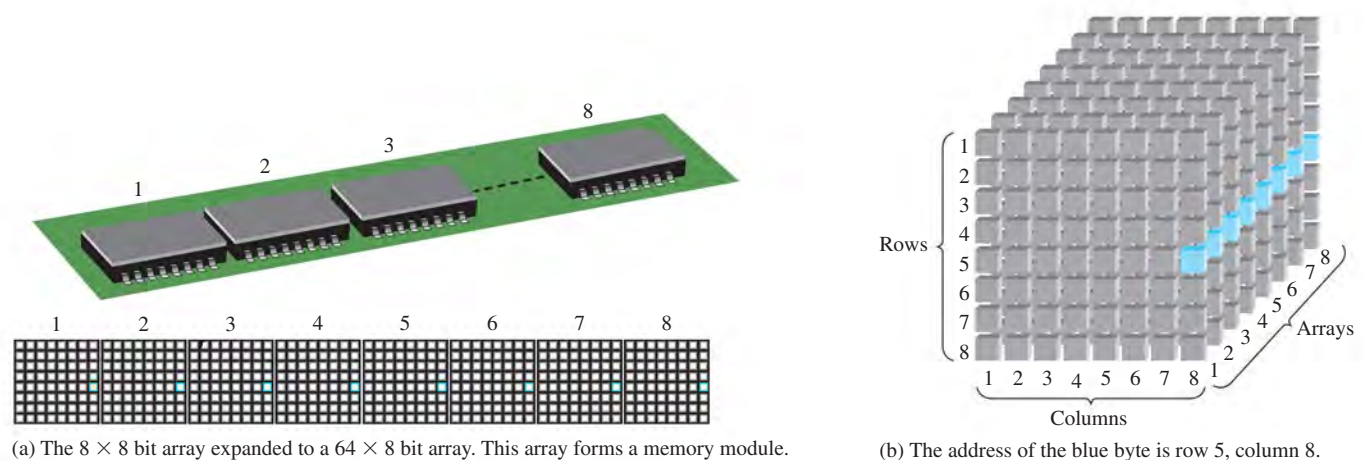 1
2
3
8
1 2 3 4 5 6 7 8
(a) The 8 × 8 bit array expanded to a 64 × 8 bit array. This array forms a memory module.
Rows
1
2
3
4
5
6
7
8
1 2 3 4 5 6 7 8
Columns
1
2
3
4
5
6
7
8
Arrays
(b) The address of the blue byte is row 5, column 8.